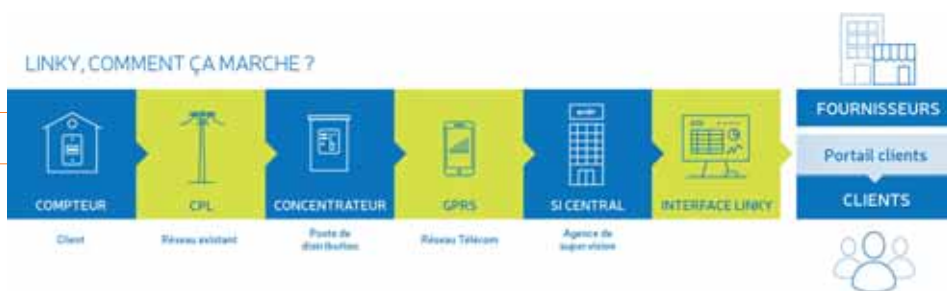 LINKY, COMMENT ÇA MARCHE ?
COMPTEUR
CPL
CONCENTRATEUR
GPRS
SI CENTRAL
INTERFACE LINKY
Client
Réseau existant
Poste de
distribution
Réseau Télécom
Agence de
supervision
FOURNISSEURS
Portail clients
CLIENTS